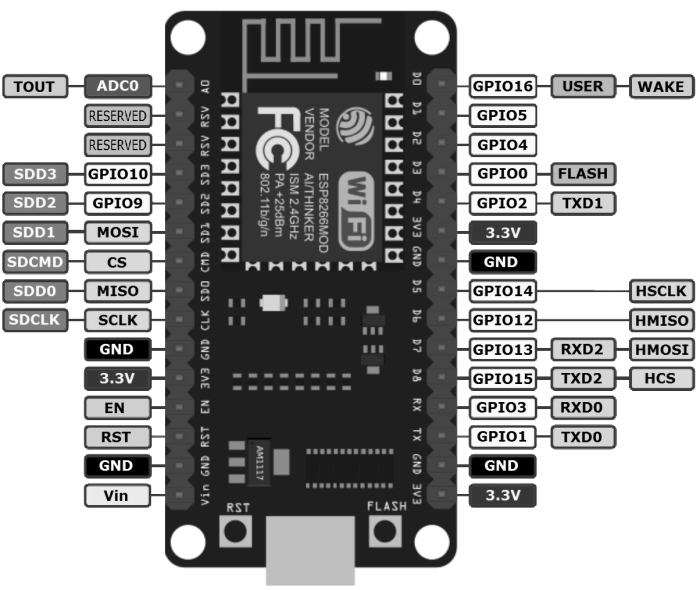 TOUT ADC0 A0 D0 GPIO16 USER WAKE
RESERVED RSV D1 GPIO5
RESERVED RSV D2 GPIO4
SDD3 GPIO10 SD3 D3 GPIO0 FLASH
SDD2 GPIO9 SD2 D4 GPIO2 TXD1
SDD1 MOSI SD1 3V3 3.3V
SDCMD CS CMD GND GND
SDD0 MISO SDO D5 GPIO14 HSCLK
SDCLK SCLK CLK D6 GPIO12 HMISO
GND GND D7 GPIO13 RXD2 HMOSI
3.3V 3V3 D8 GPIO15 TXD2 HCS
EN EN RX GPIO3 RXD0
RST RST TX GPIO1 TXD0
GND GND GND GND
Vin Vin 3.3V
MODEL ESP8266MOD
VENDOR AI/THINKER
ISM 2.4GHz
PA +25dBm
802.11b/g/n
FC
WiFi
AM1117
RST
FLASH